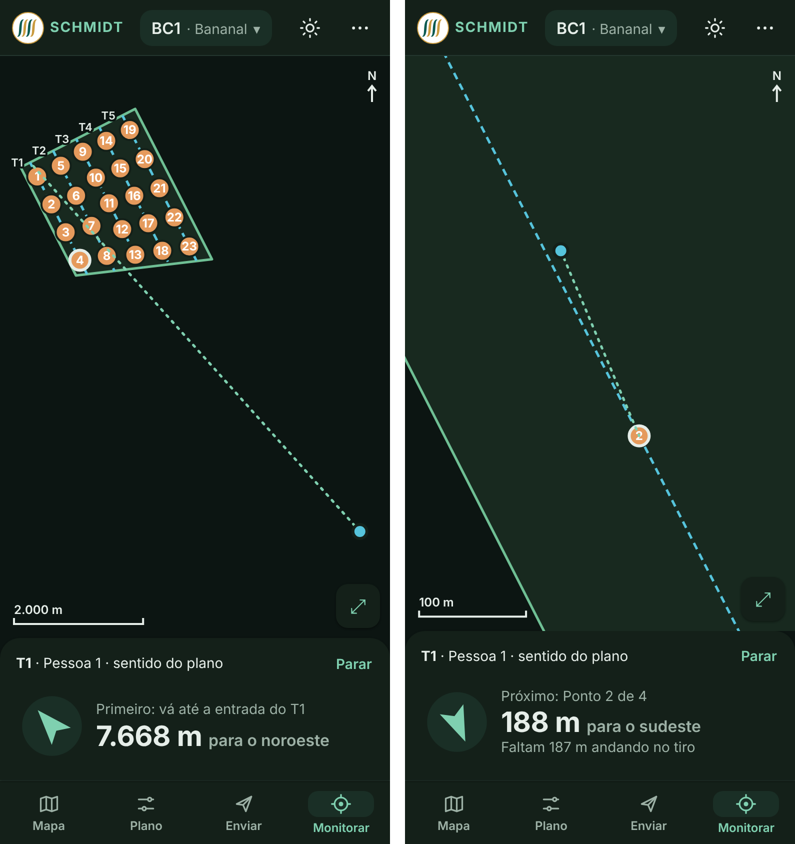 SCHMIDT BC1 · Bananal ▾ ...
N
T5
T4
T3
T2
T1
19
14
9
5
1
20
15
10
6
2
21
16
11
7
3
22
17
12
8
4
23
18
13
2.000 m
T1 · Pessoa 1 · sentido do plano Parar
Primeiro: vá até a entrada do T1
7.668 m para o noroeste
Mapa Plano Enviar Monitorar
SCHMIDT BC1 · Bananal ▾ ...
N
2
100 m
T1 · Pessoa 1 · sentido do plano Parar
Próximo: Ponto 2 de 4
188 m para o sudeste
Faltam 187 m andando no tiro
Mapa Plano Enviar Monitorar